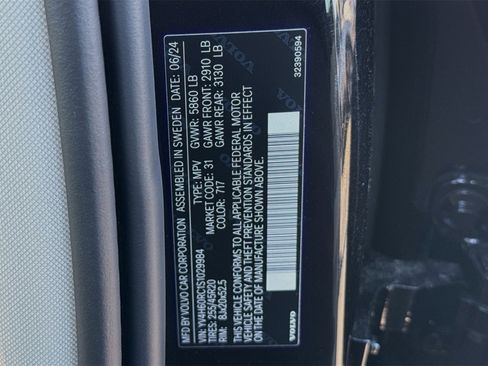 MFD BY VOLVO CAR CORPORATION ASSEMBLED IN SWEDEN DATE: 06/24
GVWR: 5860 LB
GAWR FRONT: 2910 LB
GAWR REAR: 3130 LB
VIN: YV4H60RC1S1029984 TYPE: MPV
TIRES: 255/45R20 MARKET CODE: 31
RIM: 8Jx20x52.5 COLOR: 717
THIS VEHICLE CONFORMS TO ALL APPLICABLE FEDERAL MOTOR
VEHICLE SAFETY AND THEFT PREVENTION STANDARDS IN EFFECT
ON THE DATE OF MANUFACTURE SHOWN ABOVE.
VOLVO
32390594